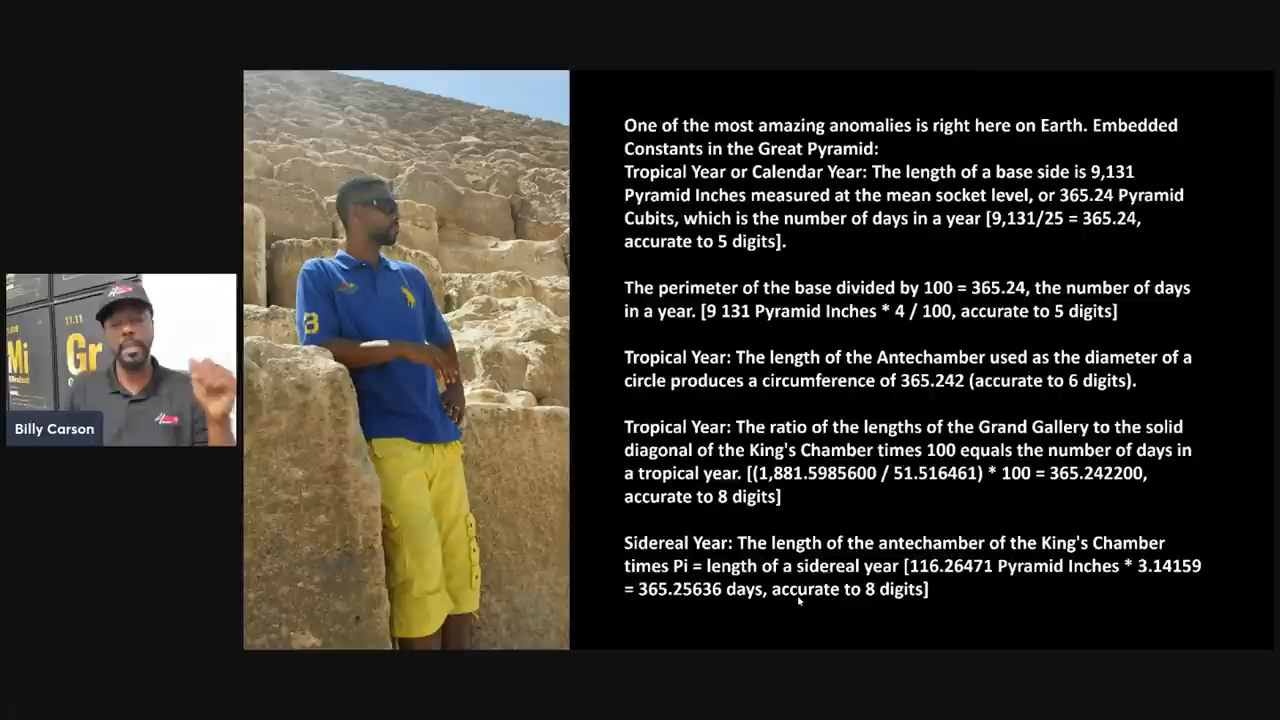 One of the most amazing anomalies is right here on Earth. Embedded
Constants in the Great Pyramid:
Tropical Year or Calendar Year: The length of a base side is 9,131
Pyramid Inches measured at the mean socket level, or 365.24 Pyramid
Cubits, which is the number of days in a year [9,131/25 = 365.24,
accurate to 5 digits].
The perimeter of the base divided by 100 = 365.24, the number of days
in a year. [9 131 Pyramid Inches * 4 / 100, accurate to 5 digits]
Tropical Year: The length of the Antechamber used as the diameter of a
circle produces a circumference of 365.242 (accurate to 6 digits).
Tropical Year: The ratio of the lengths of the Grand Gallery to the solid
diagonal of the King's Chamber times 100 equals the number of days in
a tropical year. [(1,881.5985600 / 51.516461) * 100 = 365.242200,
accurate to 8 digits]
Sidereal Year: The length of the antechamber of the King's Chamber
times Pi = length of a sidereal year [116.26471 Pyramid Inches * 3.14159
= 365.25636 days, accurate to 8 digits]
11.11
Mi
Gr
Billy Carson
3